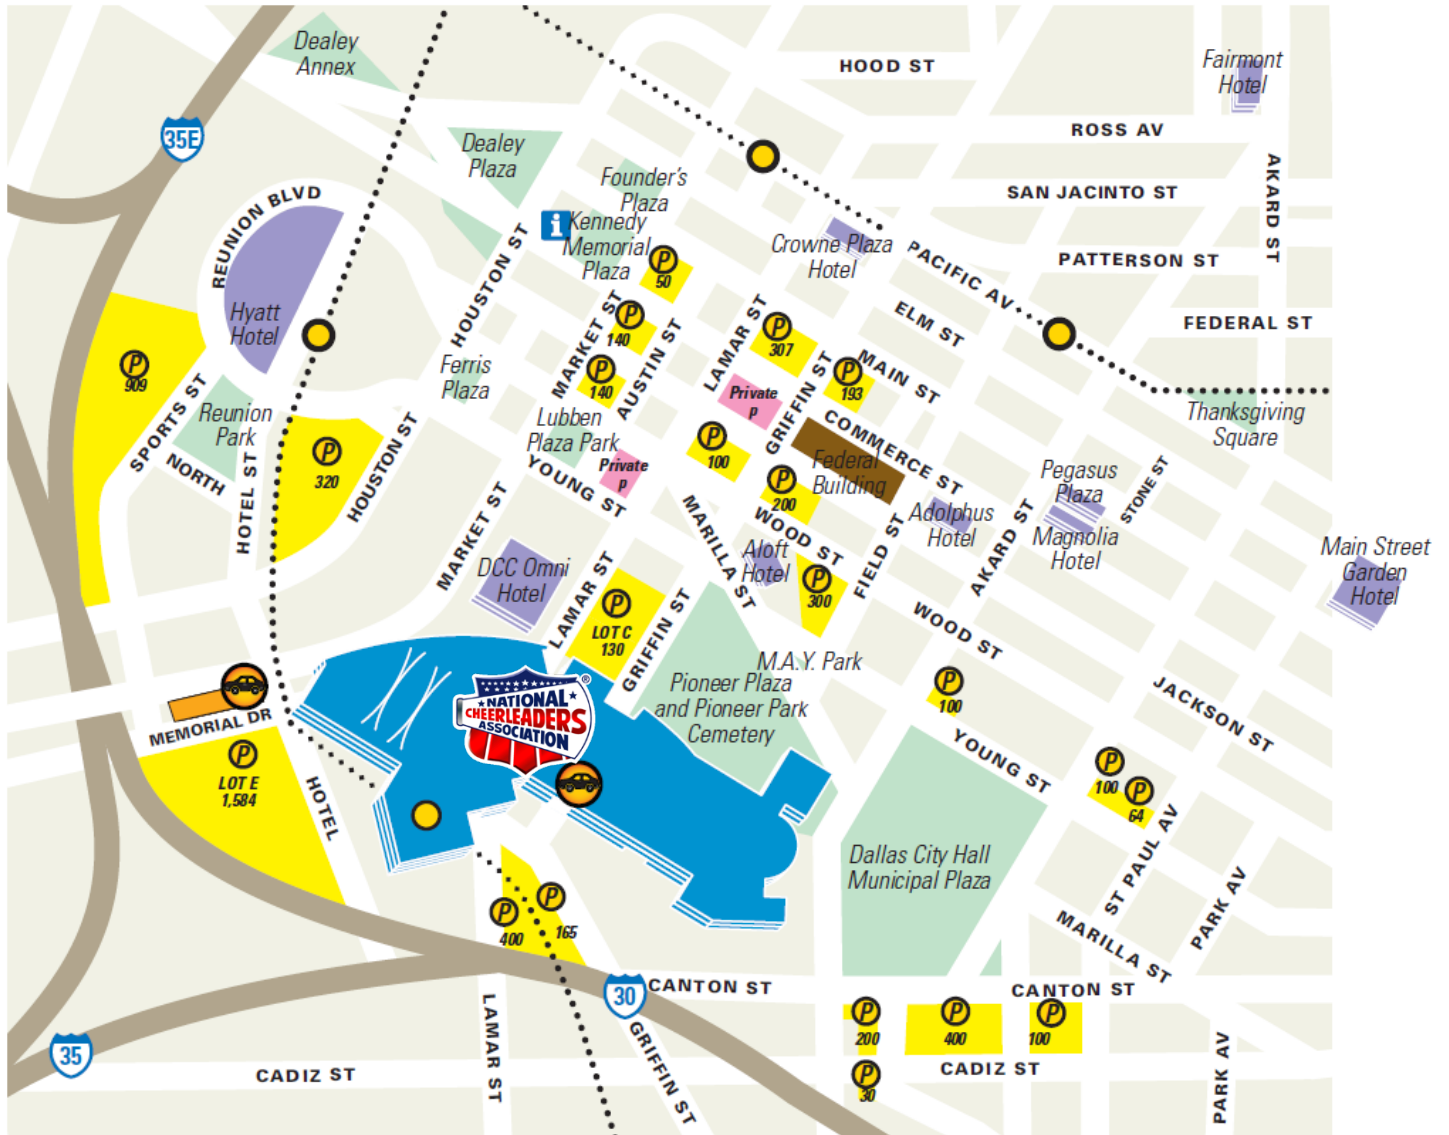 Dealey
Annex
HOOD ST
Fairmont
Hotel
35E
ROSS AV
Dealey
Plaza
Founder's
Plaza
SAN JACINTO ST
AKARD ST
REUNION BLVD
i
Kennedy
Memorial
Plaza
P
50
Crowne Plaza
Hotel
PACIFIC AV
PATTERSON ST
HOUSTON ST
Hyatt
Hotel
MARKET ST
P
140
AUSTIN ST
LAMAR ST
P
307
ELM ST
FEDERAL ST
P
909
Ferris
Plaza
P
140
Private
P
GRIFFIN ST
P
193
MAIN ST
SPORTS ST
Reunion
Park
Lubben
Plaza Park
COMMERCE ST
Thanksgiving
Square
NORTH
HOTEL ST
P
320
HOUSTON ST
YOUNG ST
Private
P
P
100
P
200
Federal
Building
Pegasus
Plaza
STONE ST
MARKET ST
MARILLA ST
WOOD ST
FIELD ST
Adolphus
Hotel
AKARD ST
Magnolia
Hotel
Main Street
Garden
Hotel
DCC Omni
Hotel
LAMAR ST
P
LOT C
130
GRIFFIN ST
Aloft
Hotel
P
300
WOOD ST
M.A.Y. Park
Pioneer Plaza
and Pioneer Park
Cemetery
NATIONAL
CHEERLEADERS
ASSOCIATION
®
P
100
JACKSON ST
MEMORIAL DR
P
LOT E
1,584
HOTEL
YOUNG ST
P
100
P
64
ST PAUL AV
Dallas City Hall
Municipal Plaza
PARK AV
P
400
P
165
MARILLA ST
30
CANTON ST
CANTON ST
35
CADIZ ST
LAMAR ST
GRIFFIN ST
P
200
P
400
P
100
CADIZ ST
P
30
PARK AV